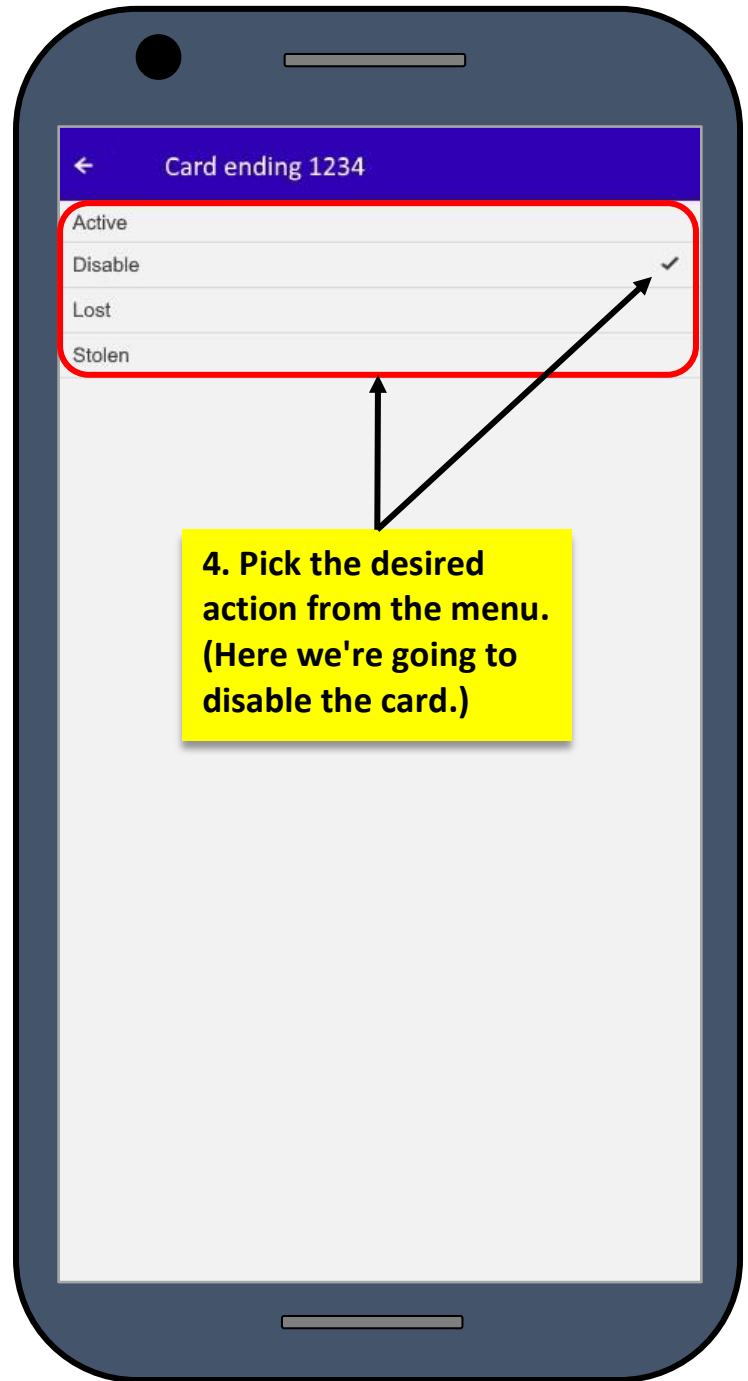 Card ending 1234
Active
Disable
Lost
Stolen
4. Pick the desired
action from the menu.
(Here we're going to
disable the card.)